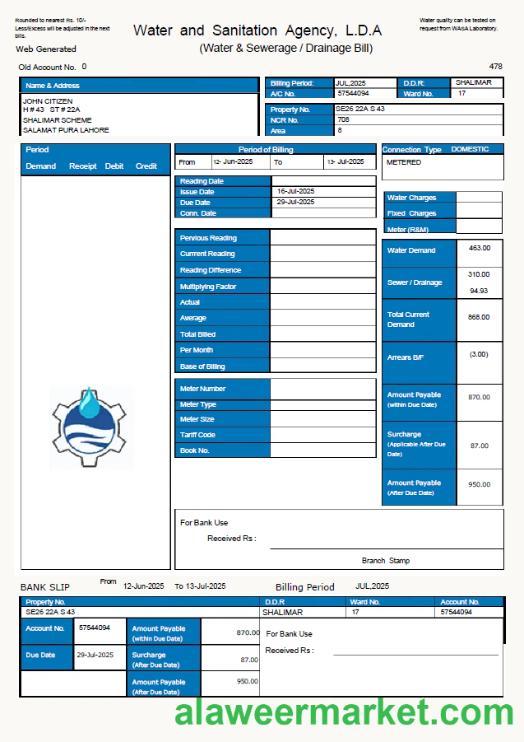 Rounded to nearest Rs. 10/-
Less/Excess will be adjusted in the next
bills.
Water and Sanitation Agency, L.D.A
Water quality can be tested on
request from WASA Laboratory.
Web Generated
(Water & Sewerage / Drainage Bill)
Old Account No. 0
478
Name & Address
JOHN CITIZEN
H # 43 ST # 22A
SHALIMAR SCHEME
SALAMAT PURA LAHORE
Billing Period: JUL,2025 D.D.R: SHALIMAR
A/C No. 57544094 Ward No. 17
Property No. SE26 22A S 43
NCR No. 708
Area 8
Period
Demand Receipt Debit Credit
Period of Billing
From 12- Jun-2025 To 13- Jul-2025
Connection Type DOMESTIC
METERED
Reading Date
Issue Date 16-Jul-2025
Due Date 29-Jul-2025
Conn. Date
Water Charges
Fixed Charges
Meter (R&M)
Pervious Reading
Current Reading
Reading Difference
Multiplying Factor
Actual
Average
Total Billed
Per Month
Base of Billing
Water Demand 463.00
Sewer / Drainage 310.00
94.93
Total Current
Demand 868.00
Arrears B/F (3.00)
Amount Payable
(within Due Date) 870.00
Surcharge
(Applicable After Due
Date) 87.00
Amount Payable
(After Due Date) 950.00
Meter Number
Meter Type
Meter Size
Tariff Code
Book No.
For Bank Use
Received Rs :
Branch Stamp
BANK SLIP From 12-Jun-2025 To 13-Jul-2025 Billing Period JUL,2025
Property No. D.D.R Ward No. Account No.
SE26 22A S 43 SHALIMAR 17 57544094
Account No. 57544094 Amount Payable
(within Due Date) 870.00
For Bank Use
Due Date 29-Jul-2025 Surcharge
(After Due Date) 87.00
Received Rs :
Amount Payable
(After Due Date) 950.00
alaweermarket.com